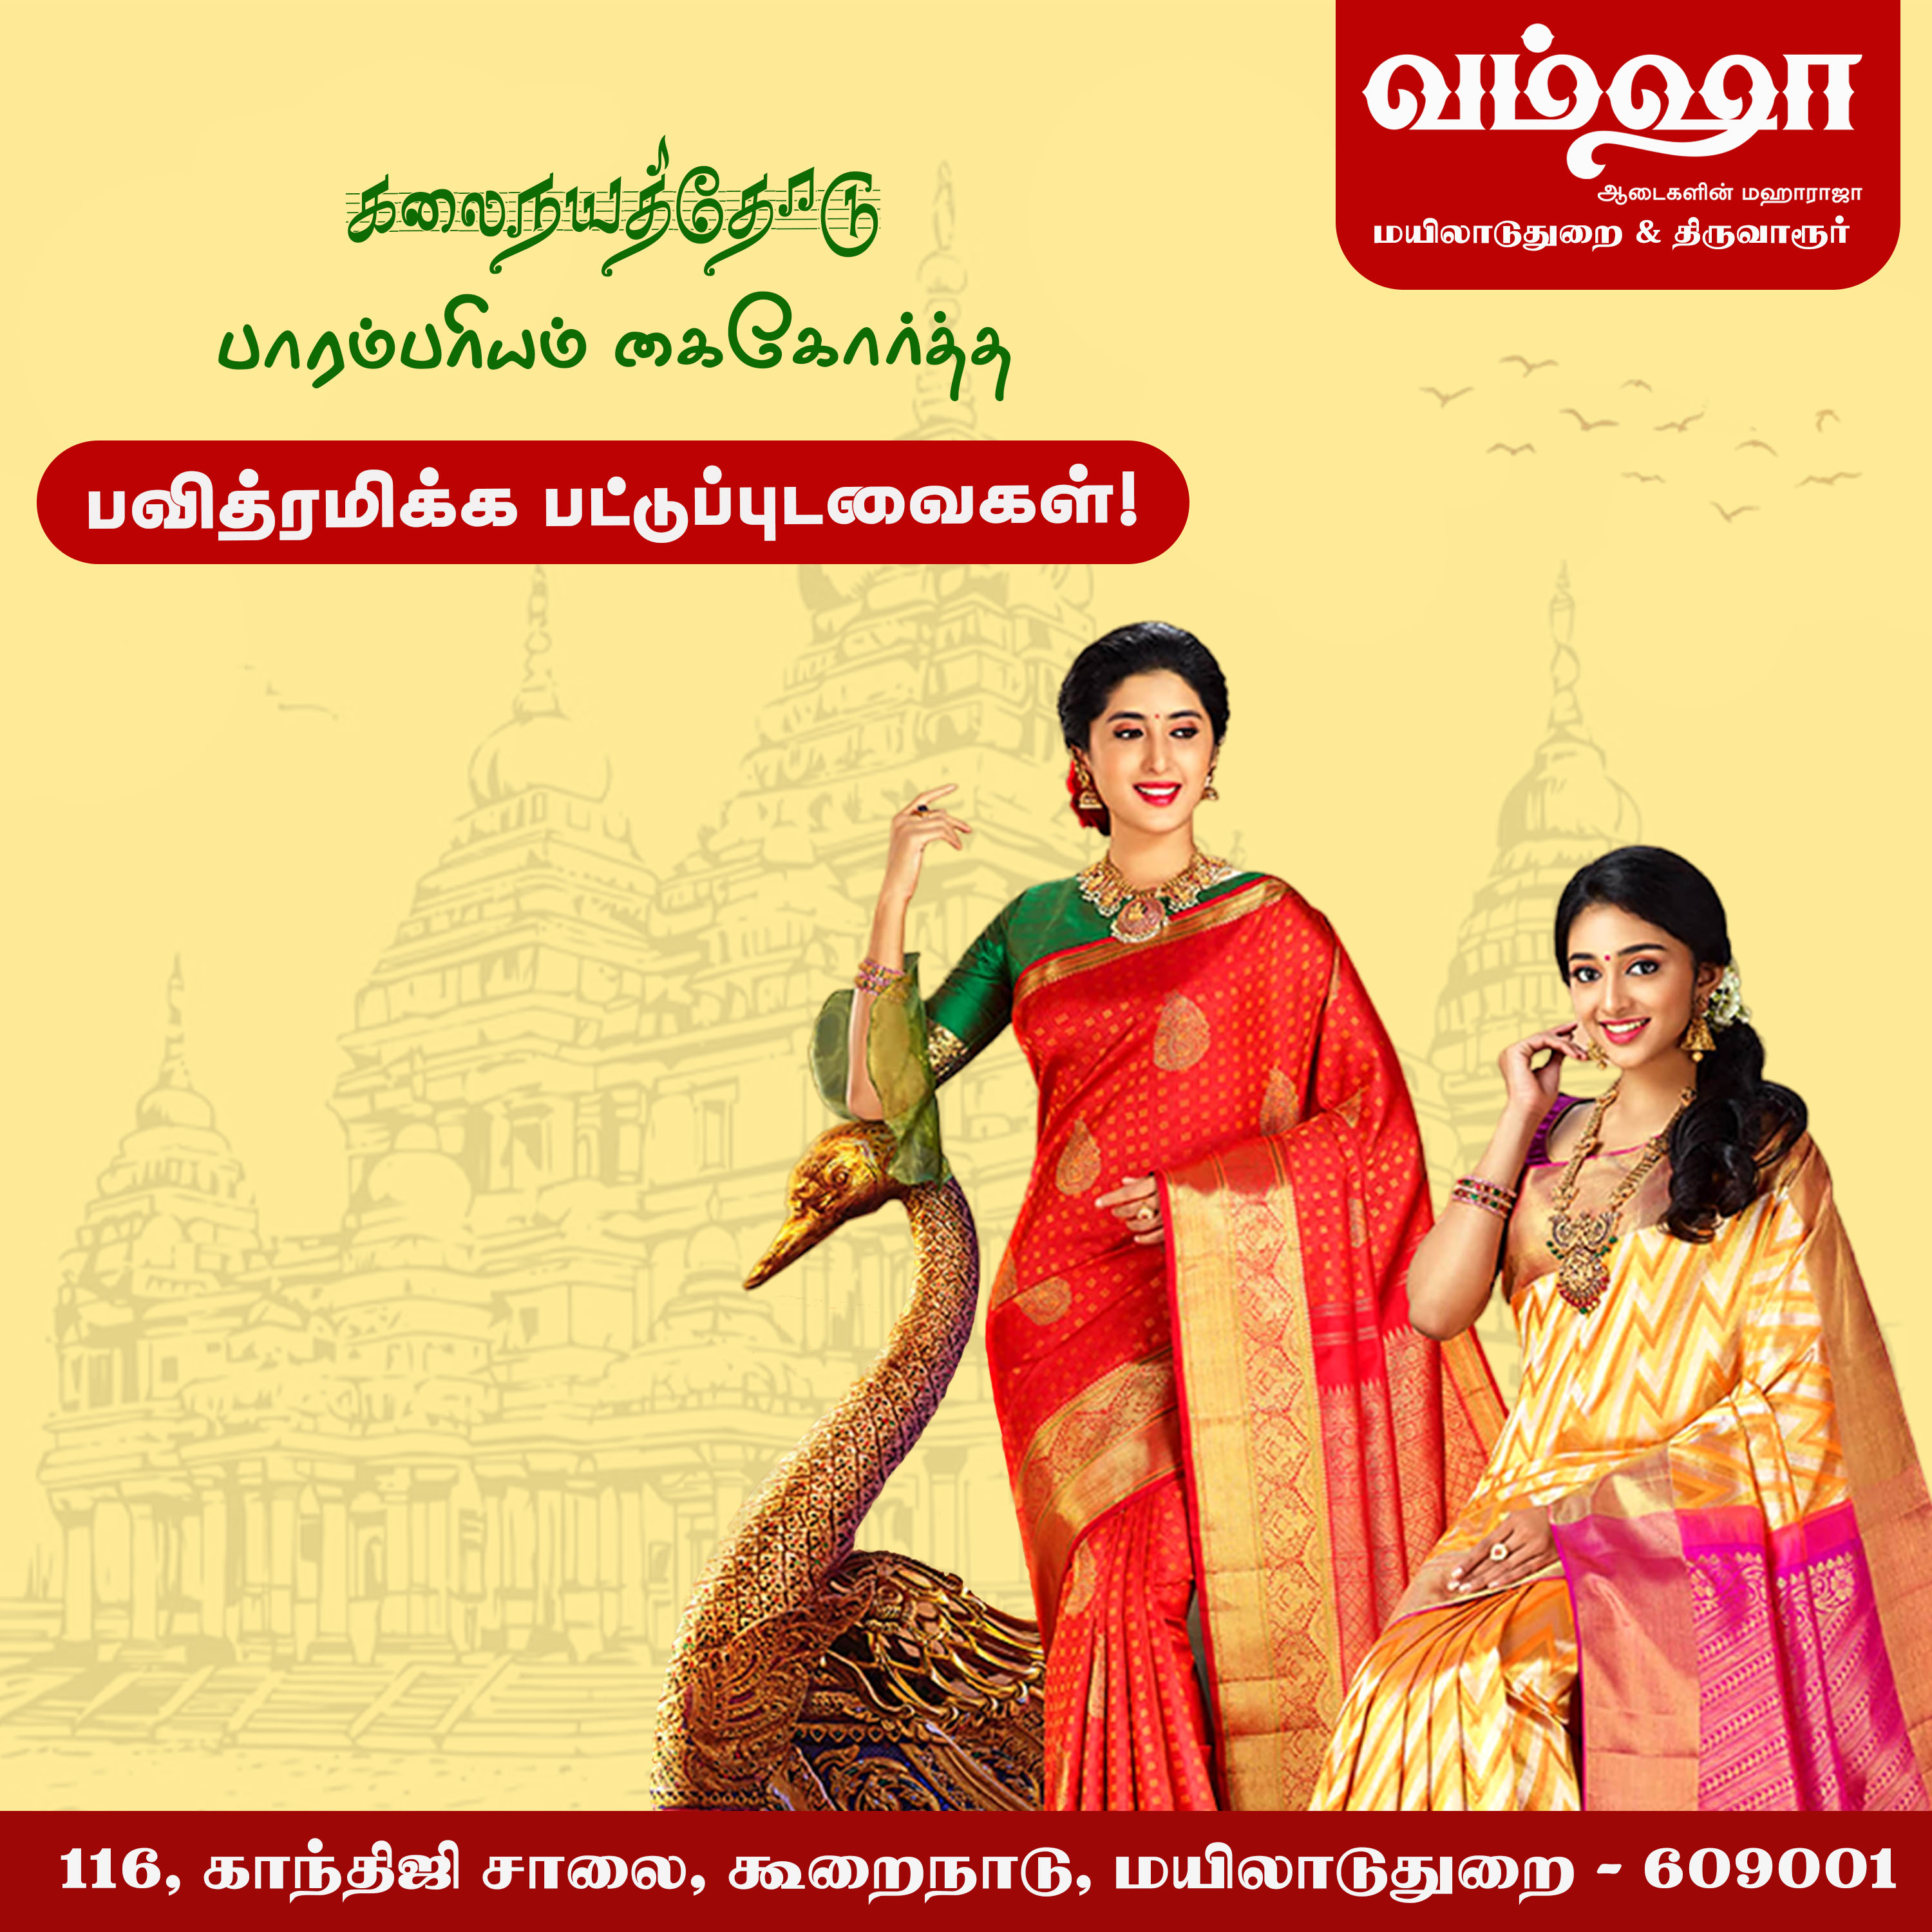 வம்ஷா
ஆடைகளின் மஹாராஜா
மயிலாடுதுறை & திருவாரூர்
கலைநயத்தோடு
பாரம்பரியம் கைகோர்த்த
பவித்ரமிக்க பட்டுப்புடவைகள்!
116, காந்திஜி சாலை, கூறைநாடு, மயிலாடுதுறை - 609001